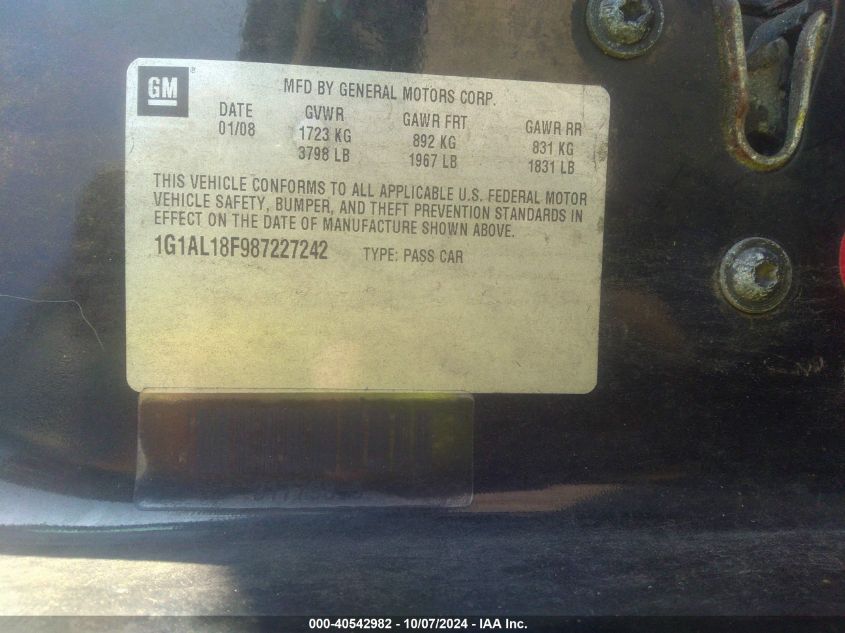 GM
MFD BY GENERAL MOTORS CORP.
DATE GVWR GAWR FRT GAWR RR
01/08 1723 KG 892 KG 831 KG
3798 LB 1967 LB 1831 LB
THIS VEHICLE CONFORMS TO ALL APPLICABLE U.S. FEDERAL MOTOR
VEHICLE SAFETY, BUMPER, AND THEFT PREVENTION STANDARDS IN
EFFECT ON THE DATE OF MANUFACTURE SHOWN ABOVE.
1G1AL18F987227242 TYPE: PASS CAR
000-40542982 - 10/07/2024 - IAA Inc.